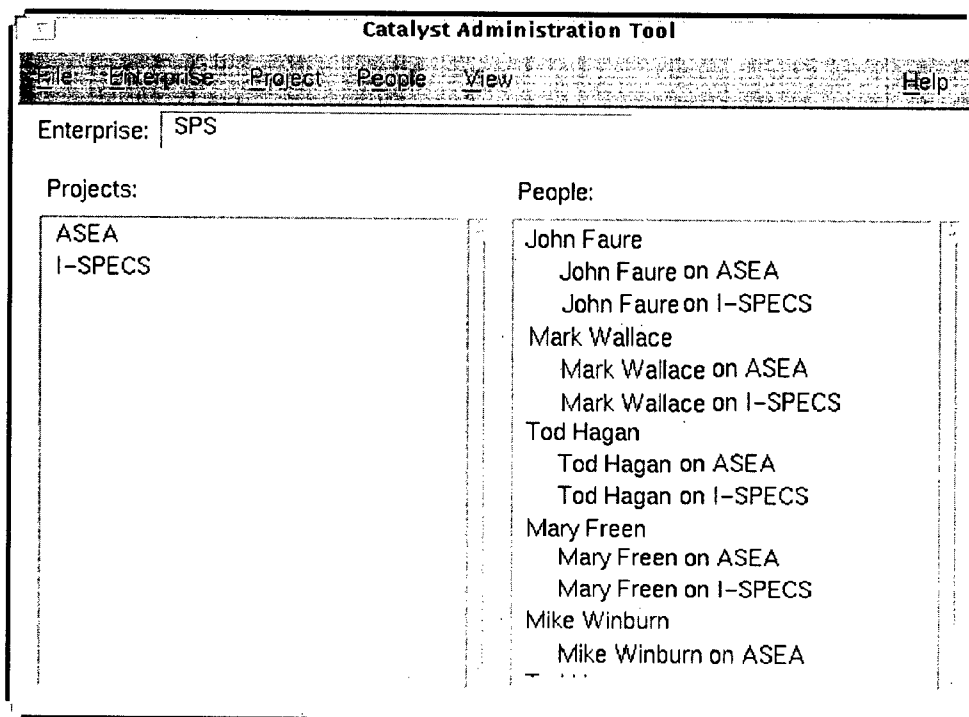 Catalyst Administration Tool
File Enterprise Project People View Help
Enterprise: SPS
Projects:
ASEA
I-SPECS
People:
John Faure
John Faure on ASEA
John Faure on I-SPECS
Mark Wallace
Mark Wallace on ASEA
Mark Wallace on I-SPECS
Tod Hagan
Tod Hagan on ASEA
Tod Hagan on I-SPECS
Mary Freen
Mary Freen on ASEA
Mary Freen on I-SPECS
Mike Winburn
Mike Winburn on ASEA